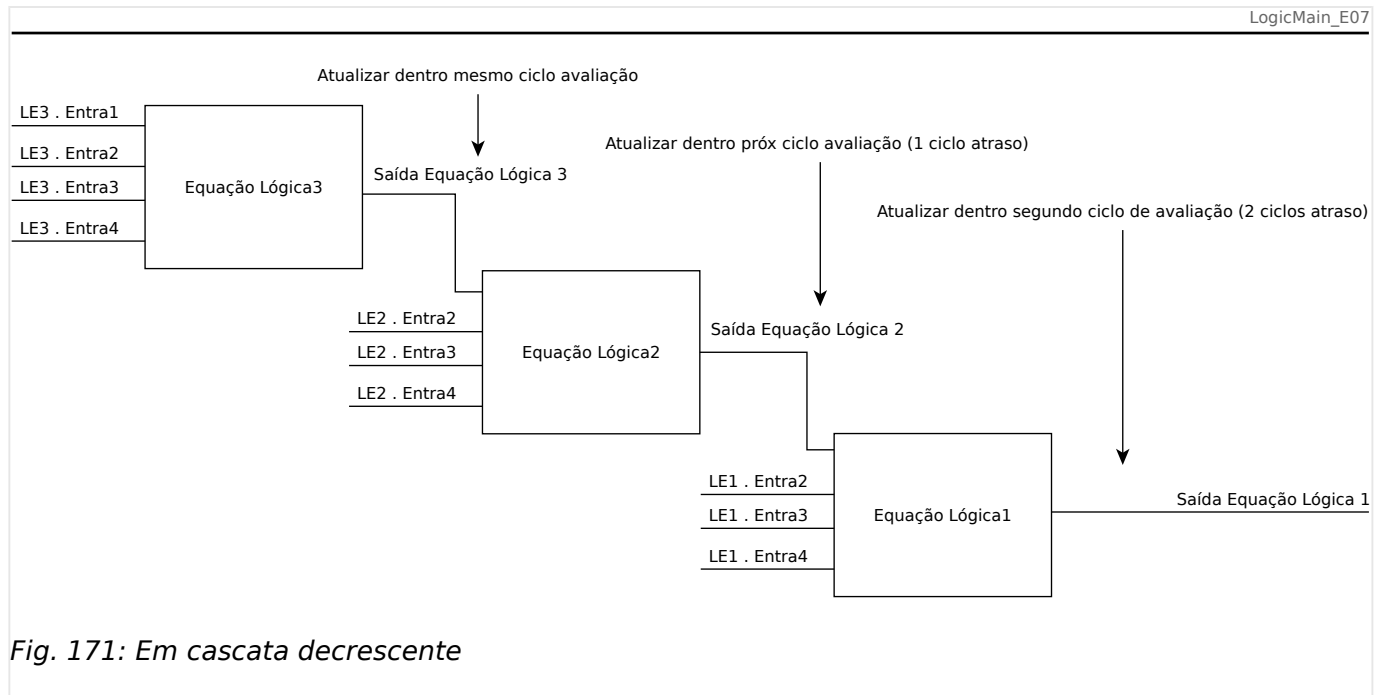 LogicMain_E07
Atualizar dentro mesmo ciclo avaliação
LE3 . Entra1
LE3 . Entra2
LE3 . Entra3
LE3 . Entra4
Equação Lógica3
Saída Equação Lógica 3
Atualizar dentro próx ciclo avaliação (1 ciclo atraso)
LE2 . Entra2
LE2 . Entra3
LE2 . Entra4
Equação Lógica2
Saída Equação Lógica 2
Atualizar dentro segundo ciclo de avaliação (2 ciclos atraso)
LE1 . Entra2
LE1 . Entra3
LE1 . Entra4
Equação Lógica1
Saída Equação Lógica 1
Fig. 171: Em cascata decrescente